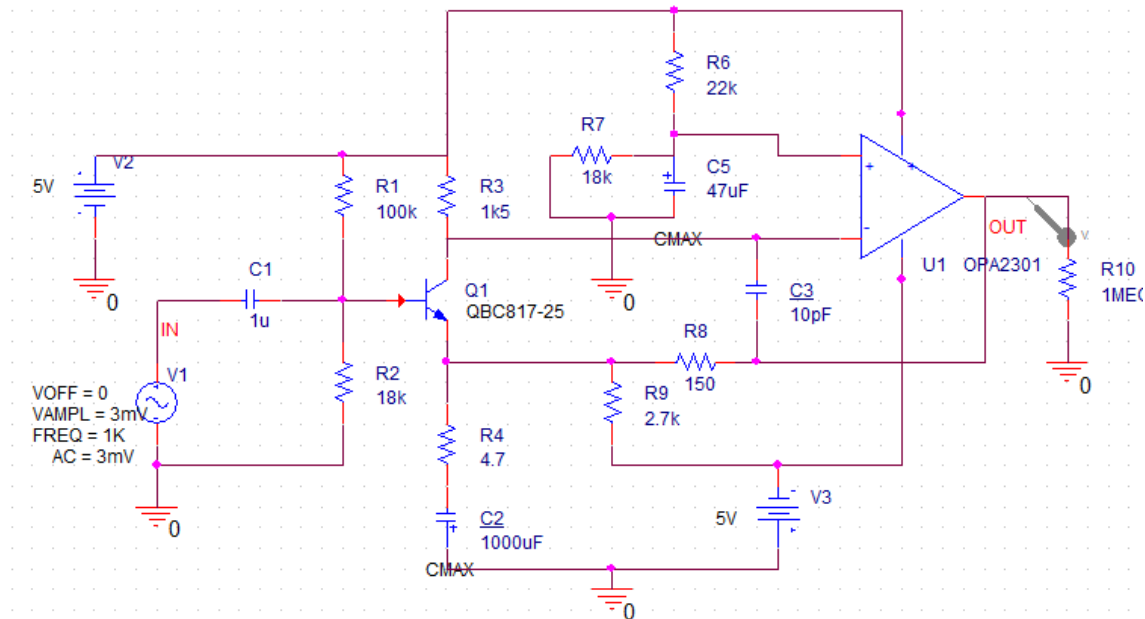 R6
22k
R7
18k
C5
47uF
+
+
+
-
V2
5V
-
R1
100k
R3
1k5
CMAX
OUT
V
U1 OPA2301
R10
1MEG
0
0
0
C1
1u
IN
Q1
QBC817-25
C3
10pF
R8
150
V1
VOFF = 0
VAMPL = 3mV
FREQ = 1K
AC = 3mV
R2
18k
R9
2.7k
R4
4.7
V3
5V
-
+
C2
1000uF
+
CMAX
0
0